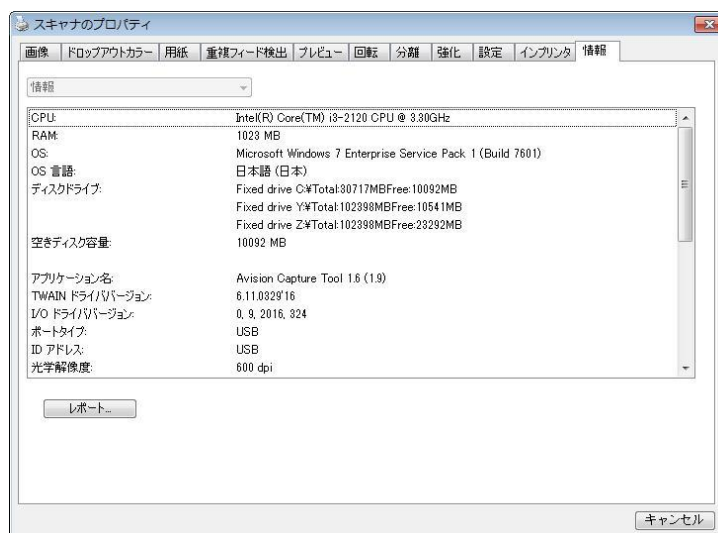 スキャナのプロパティ
画像 ドロップアウトカラー 用紙 重複フィード検出 プレビュー 回転 分離 強化 設定 インプリンタ 情報
情報
CPU: Intel(R) Core(TM) i3-2120 CPU @ 3.30GHz
RAM: 1023 MB
OS: Microsoft Windows 7 Enterprise Service Pack 1 (Build 7601)
OS 言語: 日本語 (日本)
ディスクドライブ: Fixed drive C:¥Total:30717MBFree:10092MB
Fixed drive Y:¥Total:102398MBFree:10541MB
Fixed drive Z:¥Total:102398MBFree:23292MB
空きディスク容量: 10092 MB
アプリケーション名: Avision Capture Tool 1.6 (1.9)
TWAIN ドライババージョン: 6.11.0329'16
I/O ドライババージョン: 0, 9, 2016, 324
ポートタイプ: USB
ID アドレス: USB
光学解像度: 600 dpi
レポート...
キャンセル